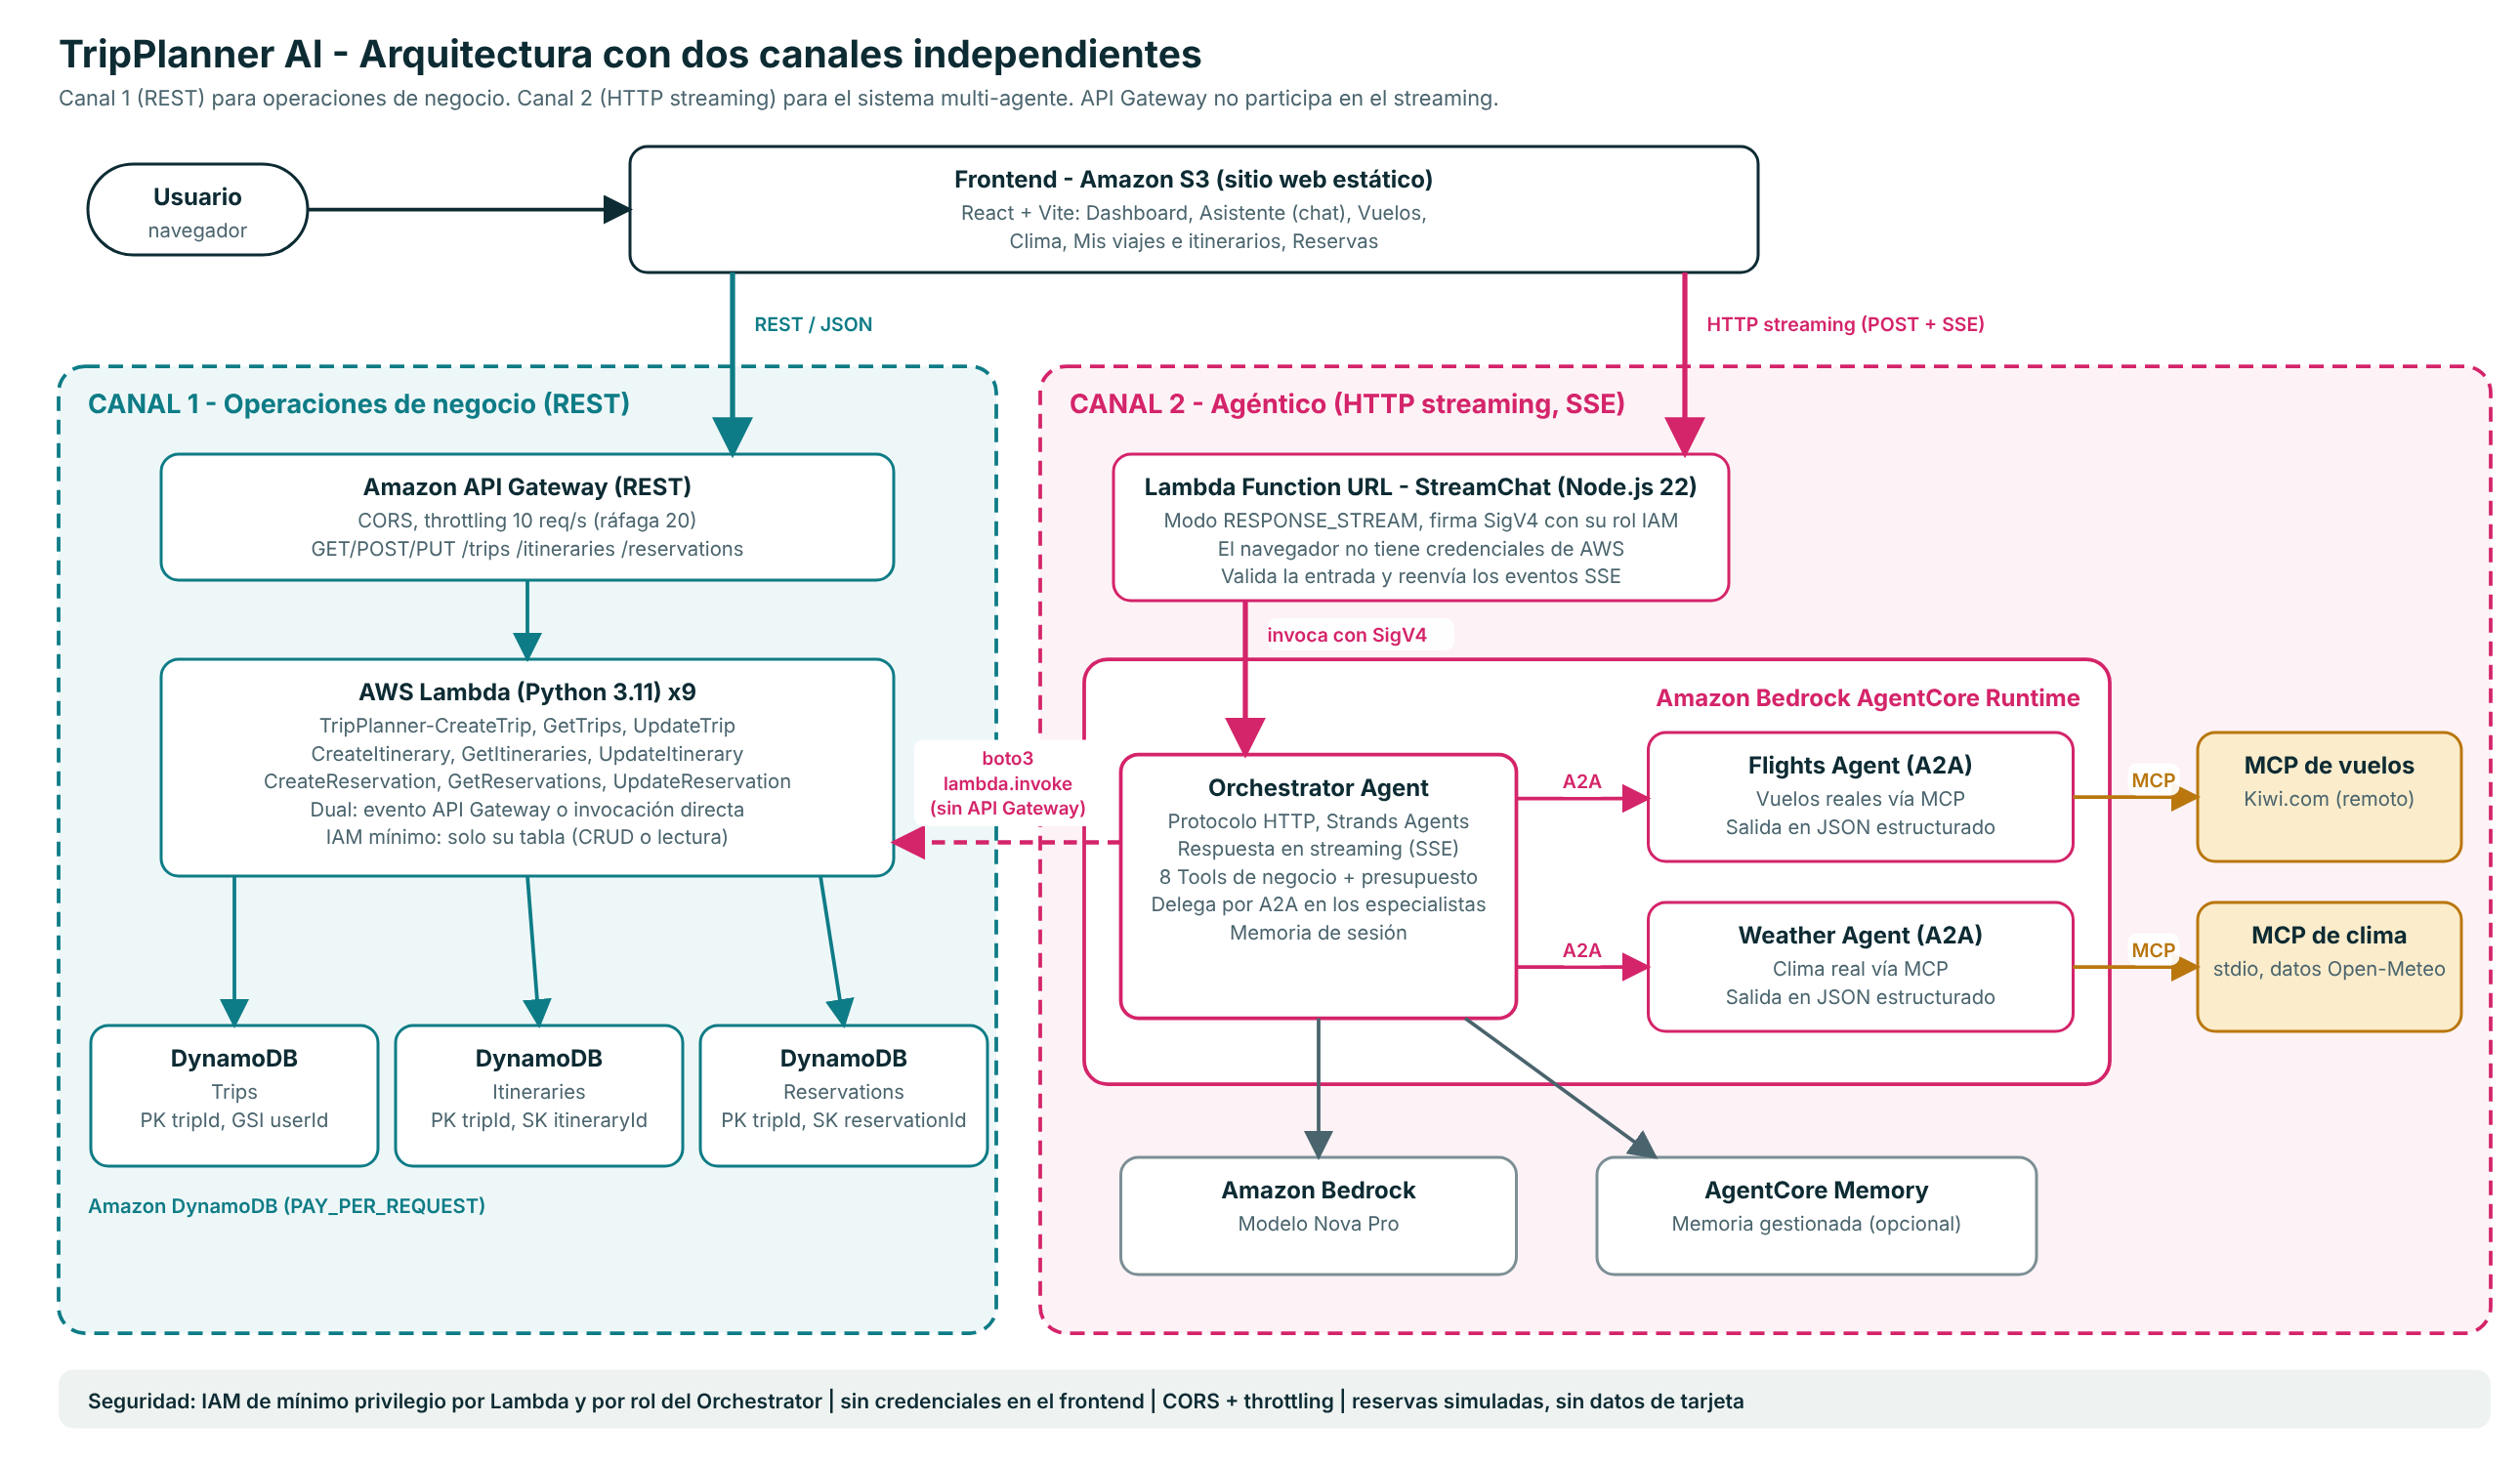 TripPlanner AI - Arquitectura con dos canales independientes
Canal 1 (REST) para operaciones de negocio. Canal 2 (HTTP streaming) para el sistema multi-agente. API Gateway no participa en el streaming.
Usuario
navegador
Frontend - Amazon S3 (sitio web estático)
React + Vite: Dashboard, Asistente (chat), Vuelos,
Clima, Mis viajes e itinerarios, Reservas
REST / JSON
HTTP streaming (POST + SSE)
CANAL 1 - Operaciones de negocio (REST)
Amazon API Gateway (REST)
CORS, throttling 10 req/s (ráfaga 20)
GET/POST/PUT /trips /itineraries /reservations
AWS Lambda (Python 3.11) x9
TripPlanner-CreateTrip, GetTrips, UpdateTrip
CreateItinerary, GetItineraries, UpdateItinerary
CreateReservation, GetReservations, UpdateReservation
Dual: evento API Gateway o invocación directa
IAM mínimo: solo su tabla (CRUD o lectura)
DynamoDB
Trips
PK tripId, GSI userId
DynamoDB
Itineraries
PK tripId, SK itineraryId
DynamoDB
Reservations
PK tripId, SK reservationId
Amazon DynamoDB (PAY_PER_REQUEST)
boto3
lambda.invoke
(sin API Gateway)
CANAL 2 - Agéntico (HTTP streaming, SSE)
Lambda Function URL - StreamChat (Node.js 22)
Modo RESPONSE_STREAM, firma SigV4 con su rol IAM
El navegador no tiene credenciales de AWS
Valida la entrada y reenvía los eventos SSE
invoca con SigV4
Amazon Bedrock AgentCore Runtime
Orchestrator Agent
Protocolo HTTP, Strands Agents
Respuesta en streaming (SSE)
8 Tools de negocio + presupuesto
Delega por A2A en los especialistas
Memoria de sesión
A2A
Flights Agent (A2A)
Vuelos reales vía MCP
Salida en JSON estructurado
MCP
MCP de vuelos
Kiwi.com (remoto)
A2A
Weather Agent (A2A)
Clima real vía MCP
Salida en JSON estructurado
MCP
MCP de clima
stdio, datos Open-Meteo
Amazon Bedrock
Modelo Nova Pro
AgentCore Memory
Memoria gestionada (opcional)
Seguridad: IAM de mínimo privilegio por Lambda y por rol del Orchestrator | sin credenciales en el frontend | CORS + throttling | reservas simuladas, sin datos de tarjeta